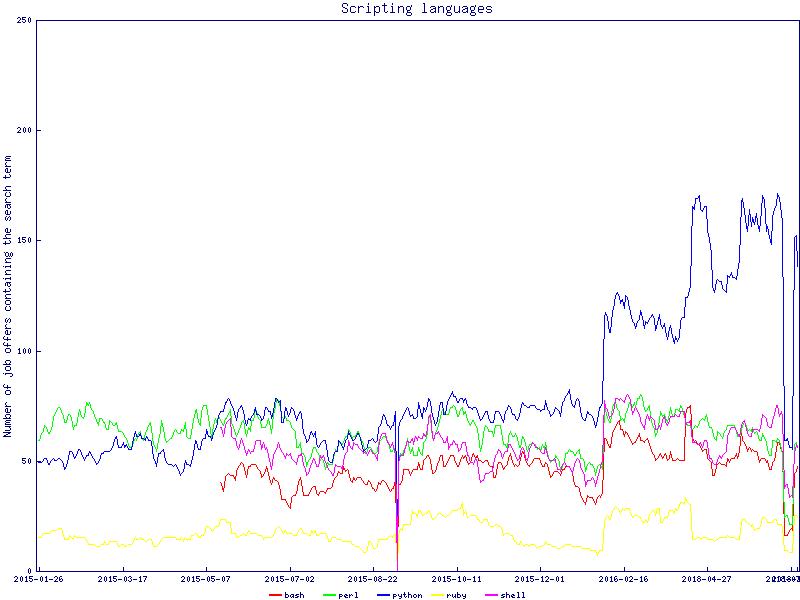 Scripting languages
Number of job offers containing the search term
250
200
150
100
50
0
2015-01-26 2015-03-17 2015-05-07 2015-07-02 2015-08-22 2015-10-11 2015-12-01 2016-02-16 2018-04-27
bash perl python ruby shell